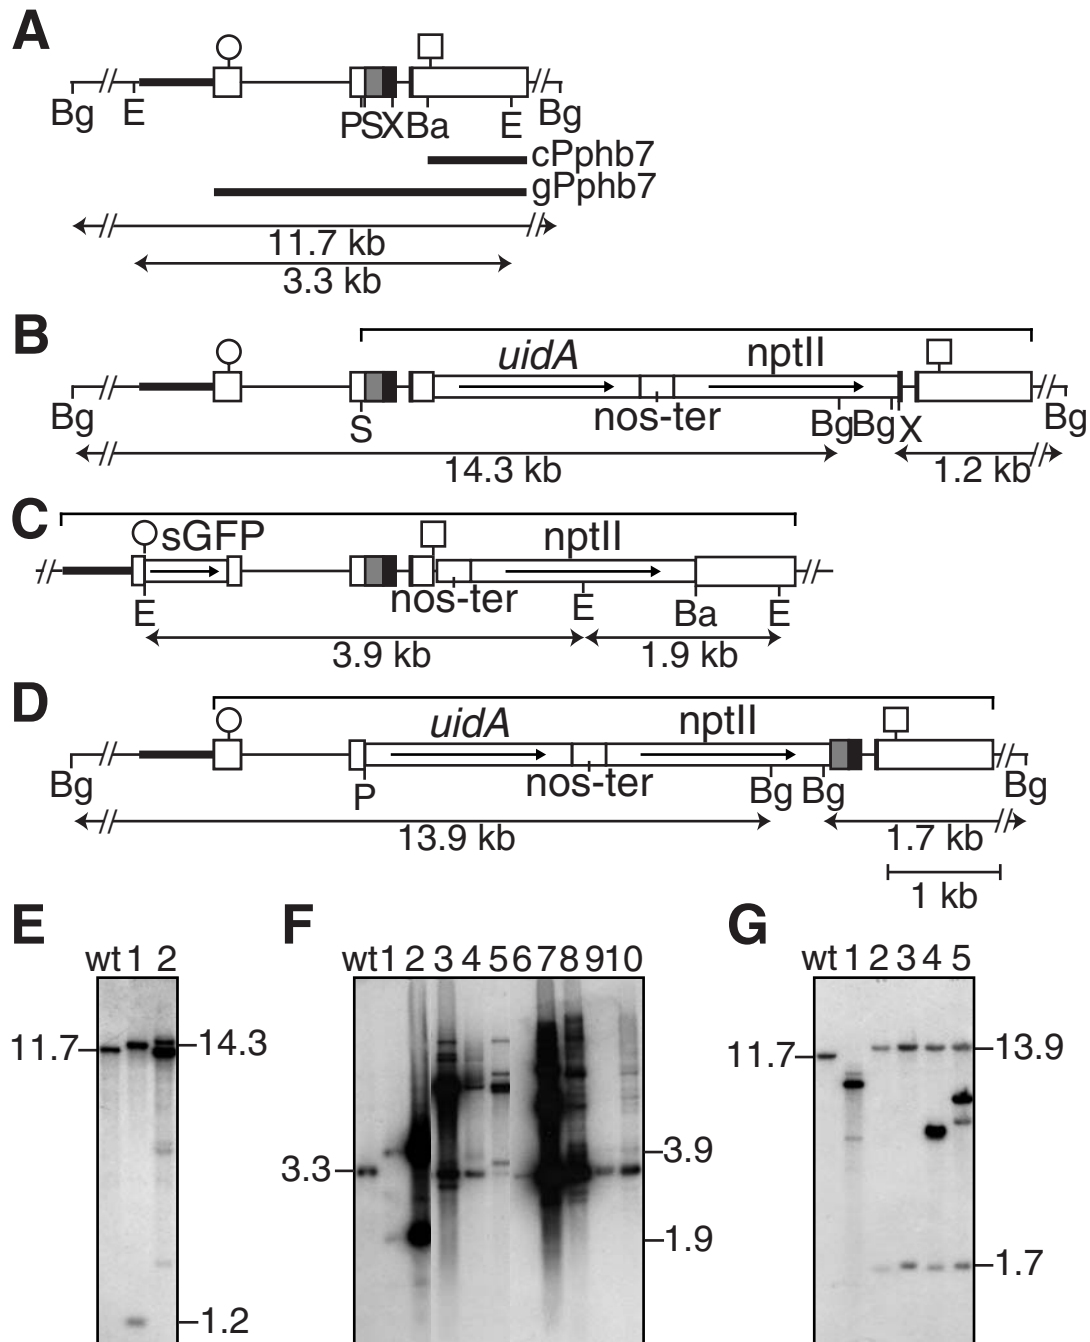 A
Bg E PSX Ba E Bg
cPphb7
gPphb7
11.7 kb
3.3 kb
B
uidA nptII
nos-ter
Bg S BgBg X Bg
14.3 kb 1.2 kb
C
sGFP nptII
nos-ter
E E Ba E
3.9 kb 1.9 kb
D
uidA nptII
nos-ter
Bg P Bg Bg Bg
13.9 kb 1.7 kb
1 kb
E
wt 1 2
11.7 14.3
1.2
F
wt 1 2 3 4 5 6 7 8 9 10
3.3 3.9
1.9
G
wt 1 2 3 4 5
11.7 13.9
1.7